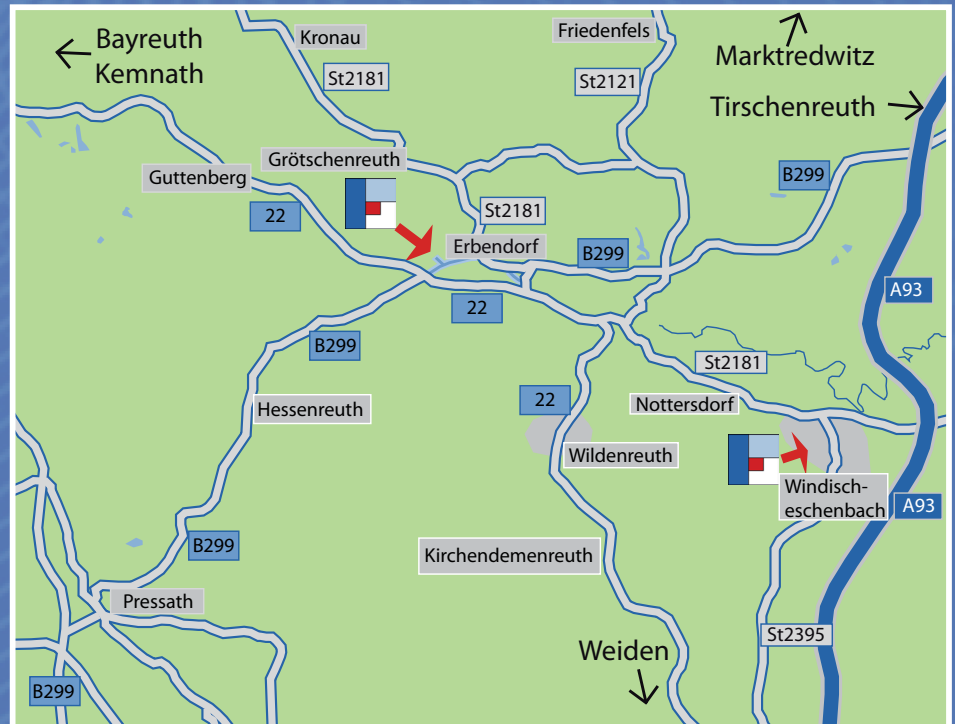 Bayreuth
Kemnath
Kronau
Friedenfels
Marktredwitz
St2181
St2121
Tirschenreuth
Grötschenreuth
Guttenberg
B299
22
St2181
Erbendorf
B299
A93
22
B299
St2181
Hessenreuth
22
Nottersdorf
Wildenreuth
Windisch-
eschenbach
A93
B299
Kirchendemenreuth
Pressath
St2395
Weiden
B299